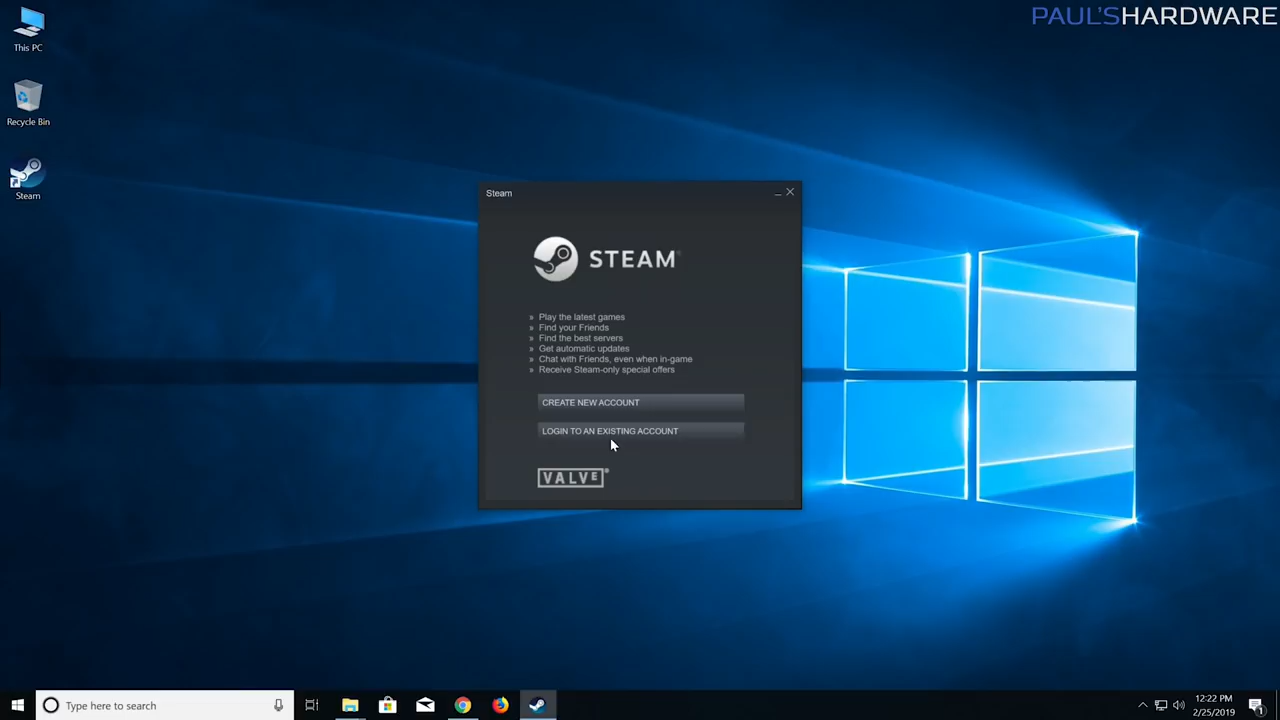 PAUL'SHARDWARE
This PC
Recycle Bin
Steam
Steam
STEAM®
» Play the latest games
» Find your Friends
» Find the best servers
» Get automatic updates
» Chat with Friends, even when in-game
» Receive Steam-only special offers
CREATE NEW ACCOUNT
LOGIN TO AN EXISTING ACCOUNT
VALVE®
Type here to search
12:22 PM
2/25/2019
1